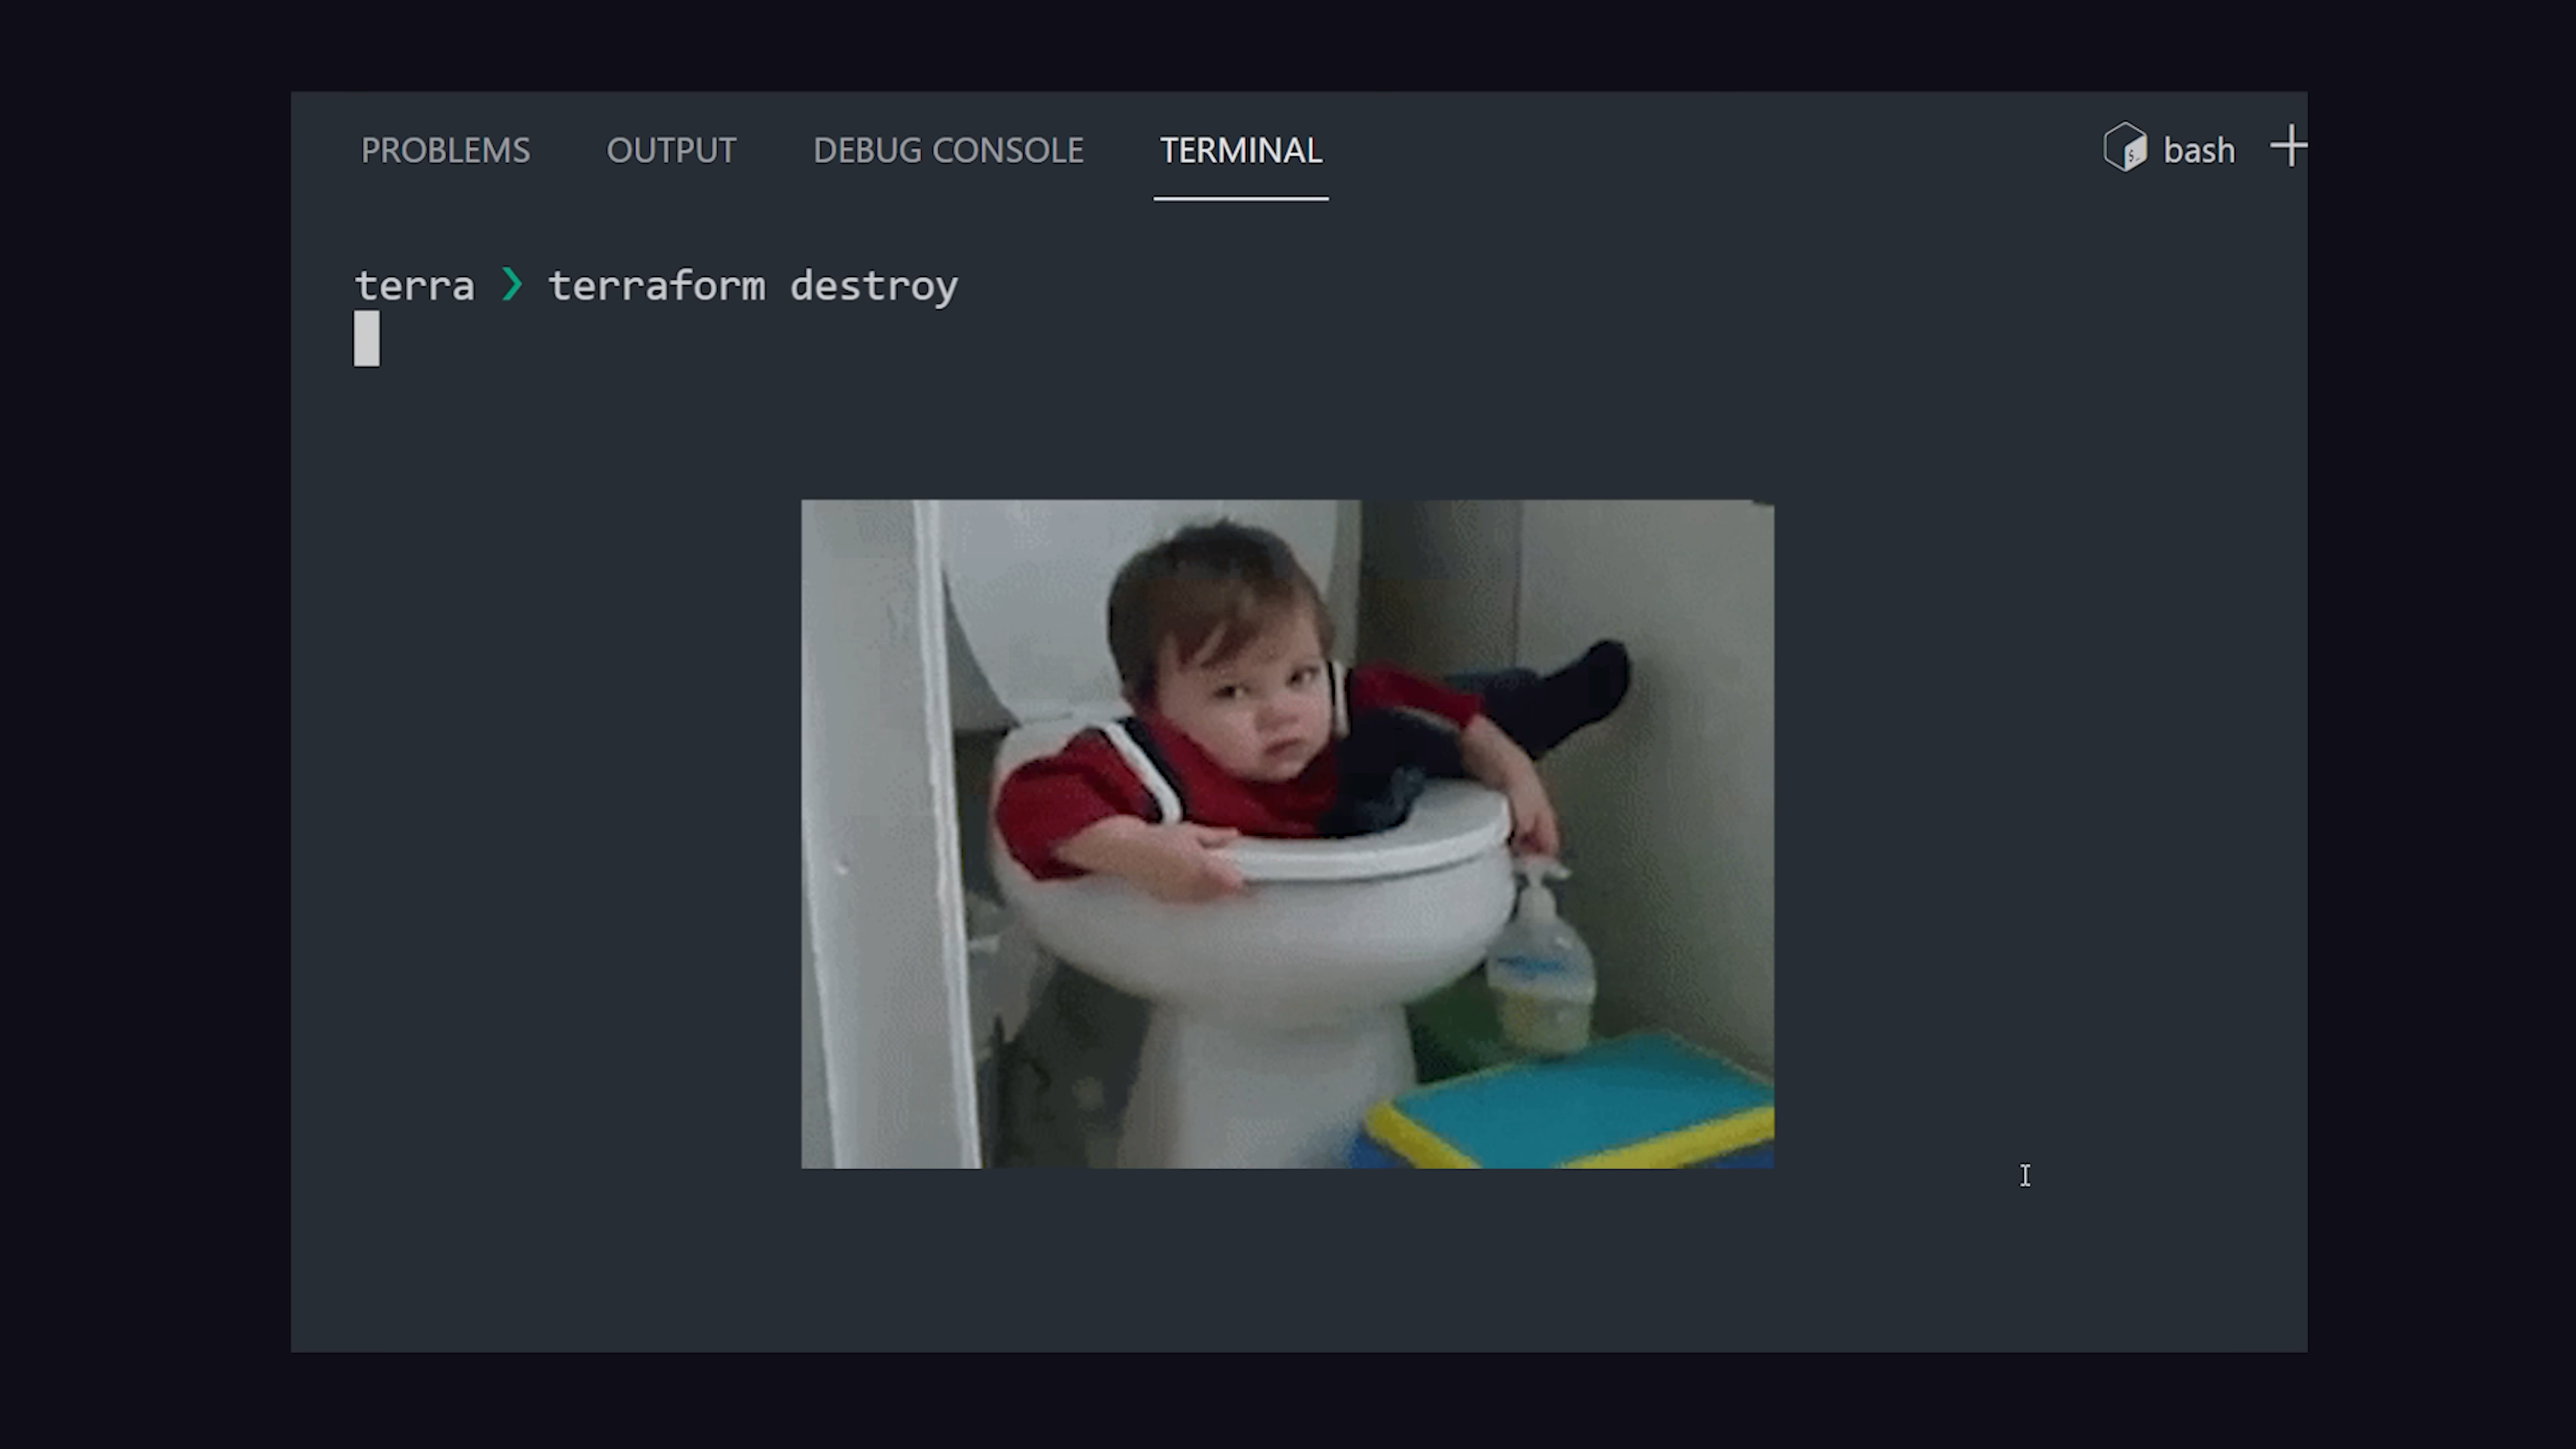 PROBLEMS OUTPUT DEBUG CONSOLE TERMINAL bash
terra ❯ terraform destroy